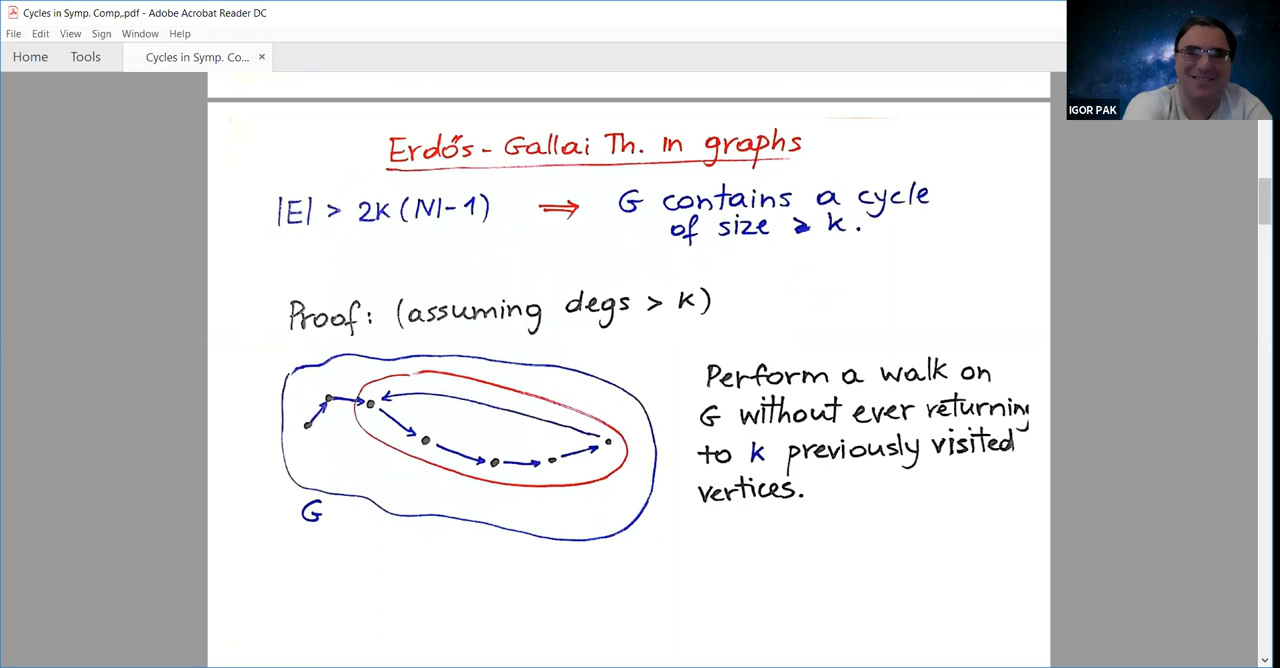 Cycles in Symp. Comp,.pdf - Adobe Acrobat Reader DC
File Edit View Sign Window Help
Home Tools Cycles in Symp. Co... ×
IGOR PAK
Erdős - Gallai Th. in graphs
|E| > 2k (|V|-1) ⇒ G contains a cycle
of size ≥ k.
Proof: (assuming degs > k)
Perform a walk on
G without ever returning
to k previously visited
vertices.
G